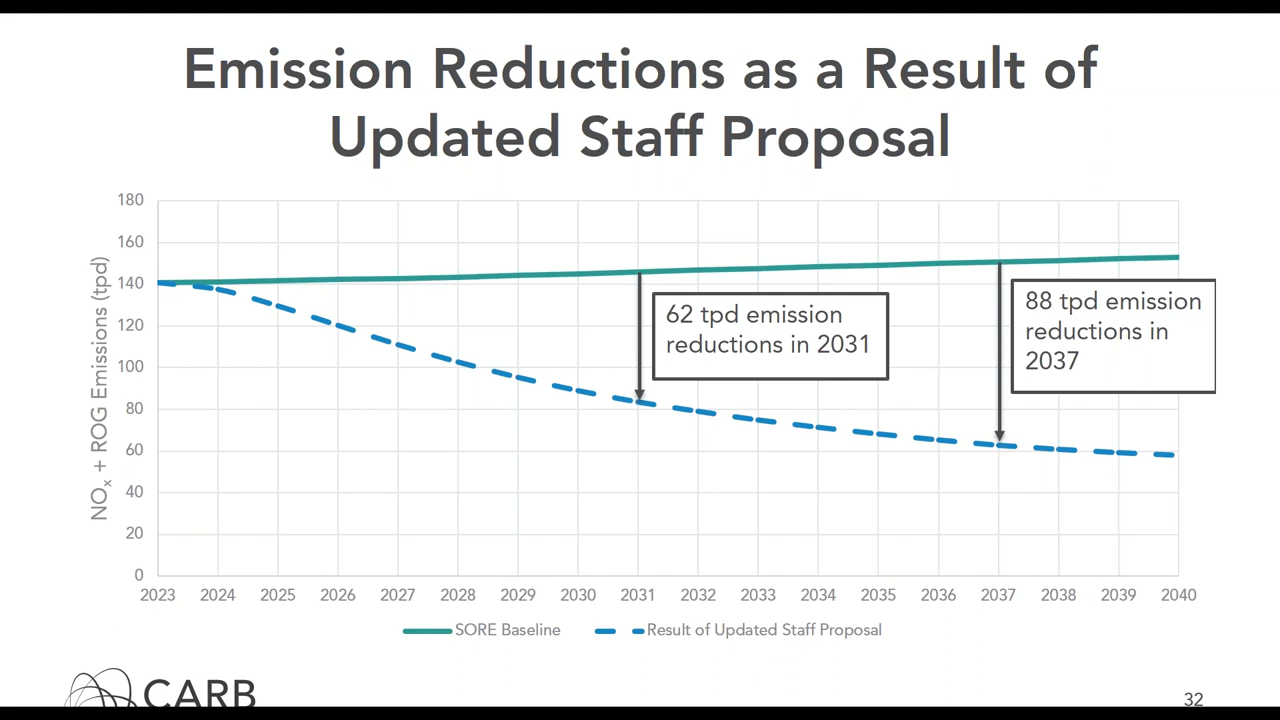 Emission Reductions as a Result of
Updated Staff Proposal
NOx + ROG Emissions (tpd)
180
160
140
120
100
80
60
40
20
0
62 tpd emission
reductions in 2031
88 tpd emission
reductions in
2037
2023 2024 2025 2026 2027 2028 2029 2030 2031 2032 2033 2034 2035 2036 2037 2038 2039 2040
SORE Baseline Result of Updated Staff Proposal
CARB
32